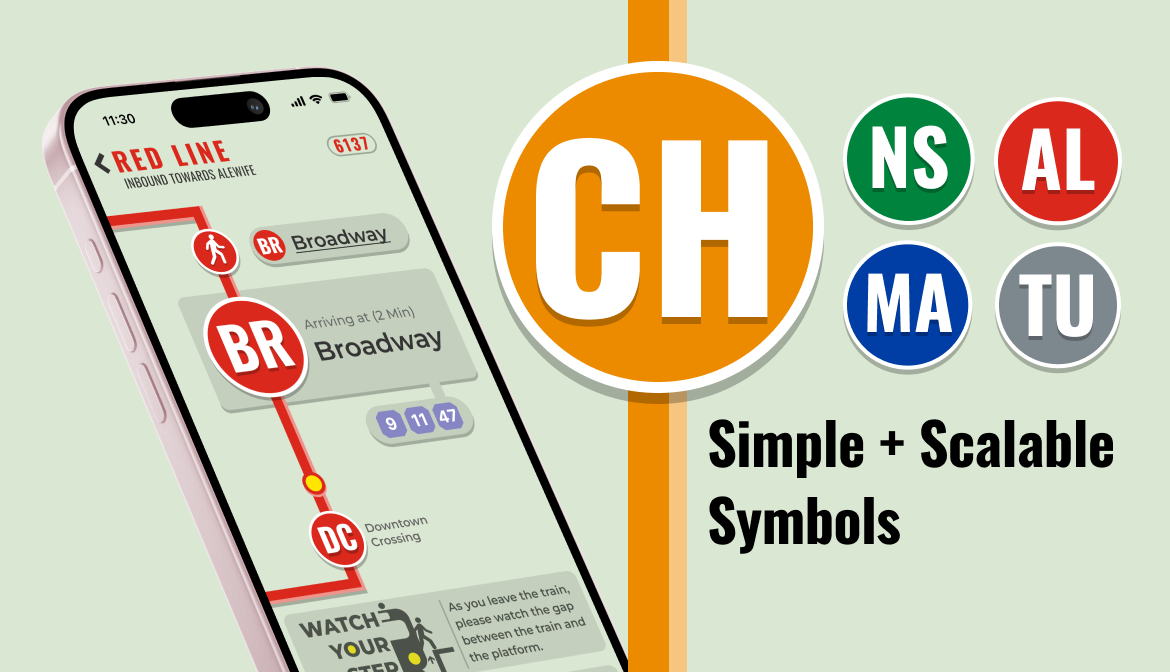 11:30
RED LINE
INBOUND TOWARDS ALEWIFE
6137
BR Broadway
BR
Arriving at (2 Min)
Broadway
9 11 47
DC
Downtown
Crossing
WATCH
YOUR
STEP
As you leave the train,
please watch the gap
between the train and
the platform.
CH
NS AL
MA TU
Simple + Scalable
Symbols